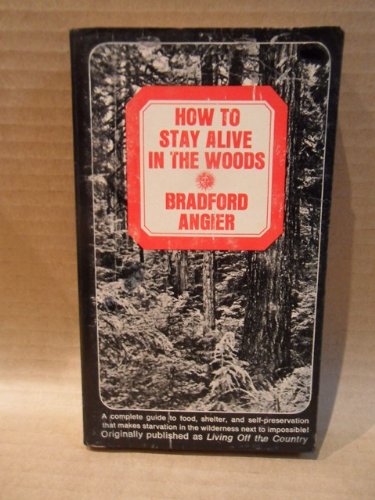 HOW TO
STAY ALIVE
IN THE WOODS
BRADFORD
ANGIER
A complete guide to food, shelter, and self-preservation
that makes starvation in the wilderness next to impossible!
Originally published as Living Off the Country